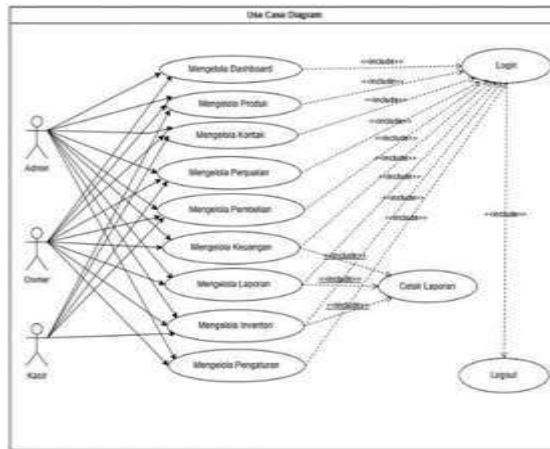 Use Case Diagram
Mengelola Dashboard
<<include>>
Login
Mengelola Produk
<<include>>
Mengelola Kontak
<<include>>
Admin
Mengelola Penjualan
<<include>>
Mengelola Pembelian
<<include>>
Mengelola Keuangan
<<include>>
<<include>>
<<include>>
<<include>>
Owner
<<include>>
Mengelola Laporan
<<include>>
Cetak Laporan
<<include>>
Mengelola Inventori
Kasir
Mengelola Pengaturan
Logout